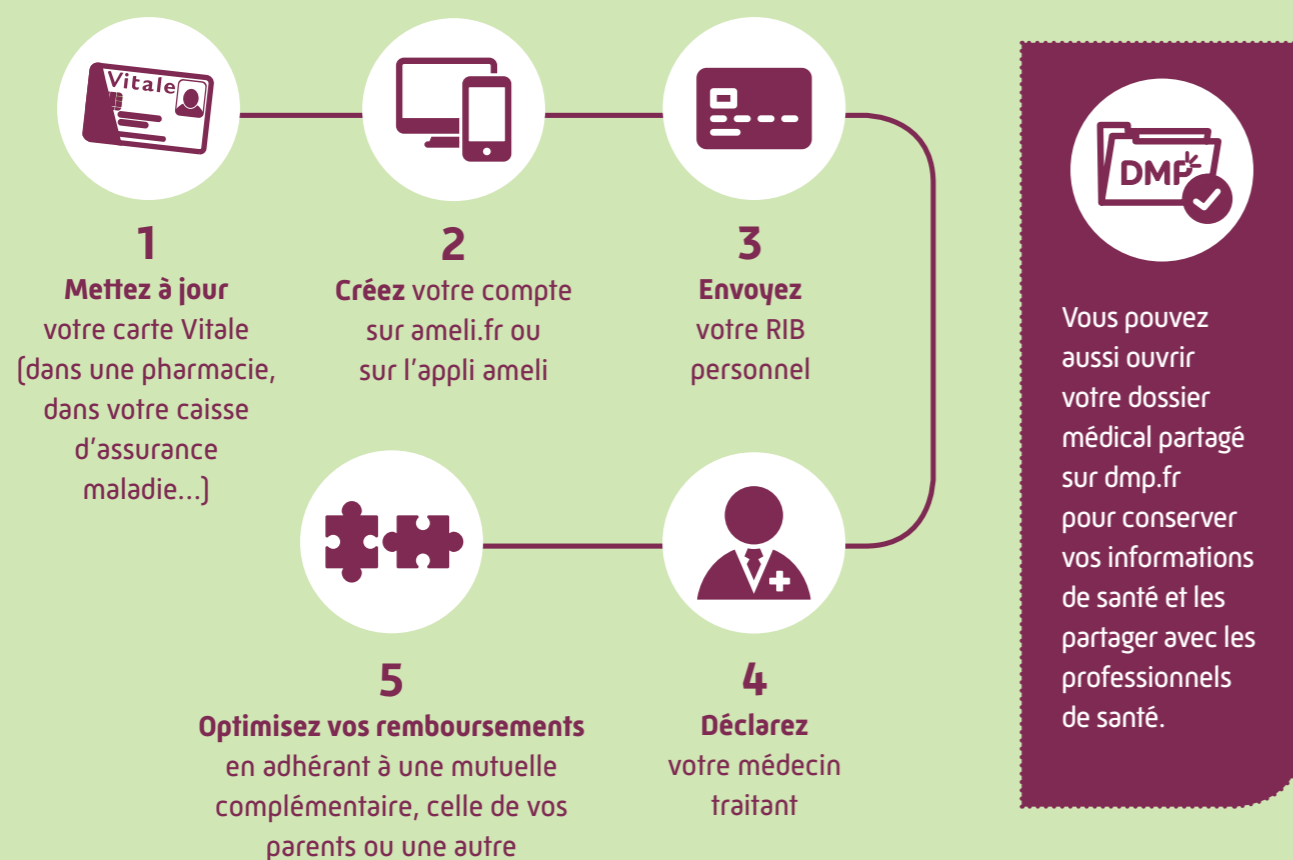 Vitale
1
Mettez à jour
votre carte Vitale
(dans une pharmacie,
dans votre caisse
d'assurance
maladie...)
2
Créez votre compte
sur ameli.fr ou
sur l'appli ameli
3
Envoyez
votre RIB
personnel
4
Déclarez
votre médecin
traitant
5
Optimisez vos remboursements
en adhérant à une mutuelle
complémentaire, celle de vos
parents ou une autre
DMP
Vous pouvez
aussi ouvrir
votre dossier
médical partagé
sur dmp.fr
pour conserver
vos informations
de santé et les
partager avec les
professionnels
de santé.